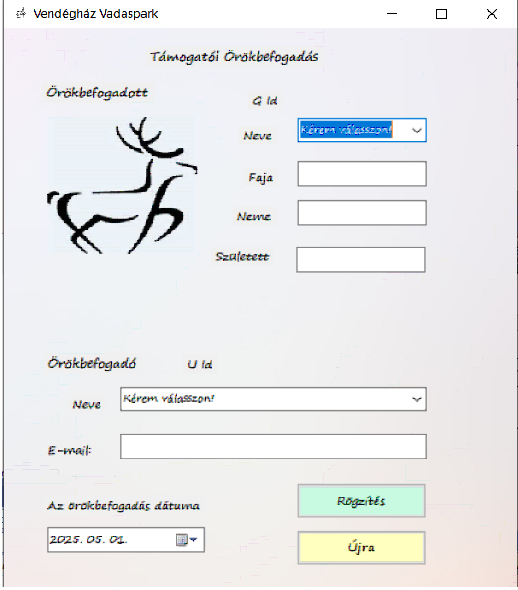 Vendégház Vadaspark
Támogatói Örökbefogadás
Örökbefogadott
G Id
Neve Kérem válasszon!
Faja
Neme
Született
Örökbefogadó U Id
Neve Kérem válasszon!
E-mail:
Az örökbefogadás dátuma
Rögzítés
2025. 05. 01.
Újra